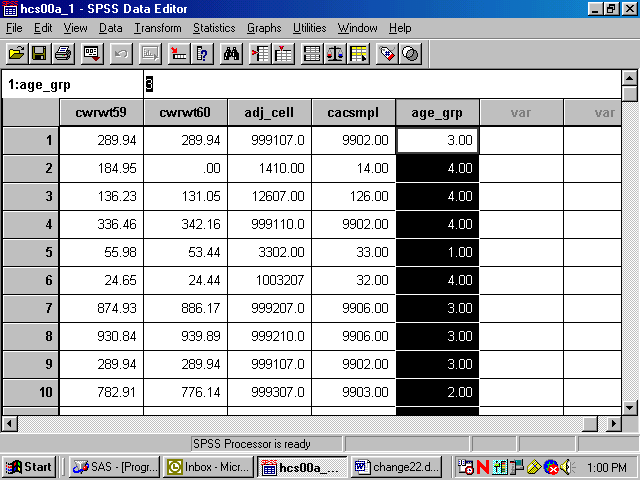 hcs00a_1 - SPSS Data Editor
File Edit View Data Transform Statistics Graphs Utilities Window Help
1:age_grp 3
cwrwt59 cwrwt60 adj_cell cacsmpl age_grp var var
1 289.94 289.94 999107.0 9902.00 3.00
2 184.95 .00 1410.00 14.00 4.00
3 136.23 131.05 12607.00 126.00 4.00
4 336.46 342.16 999110.0 9902.00 4.00
5 55.98 53.44 3302.00 33.00 1.00
6 24.65 24.44 1003207 32.00 4.00
7 874.93 886.17 999207.0 9906.00 3.00
8 930.84 939.89 999210.0 9906.00 3.00
9 289.94 289.94 999107.0 9902.00 3.00
10 782.91 776.14 999307.0 9903.00 2.00
SPSS Processor is ready
Start SAS - [Progr... Inbox - Micr... hcs00a_... change22.d... N 1:00 PM